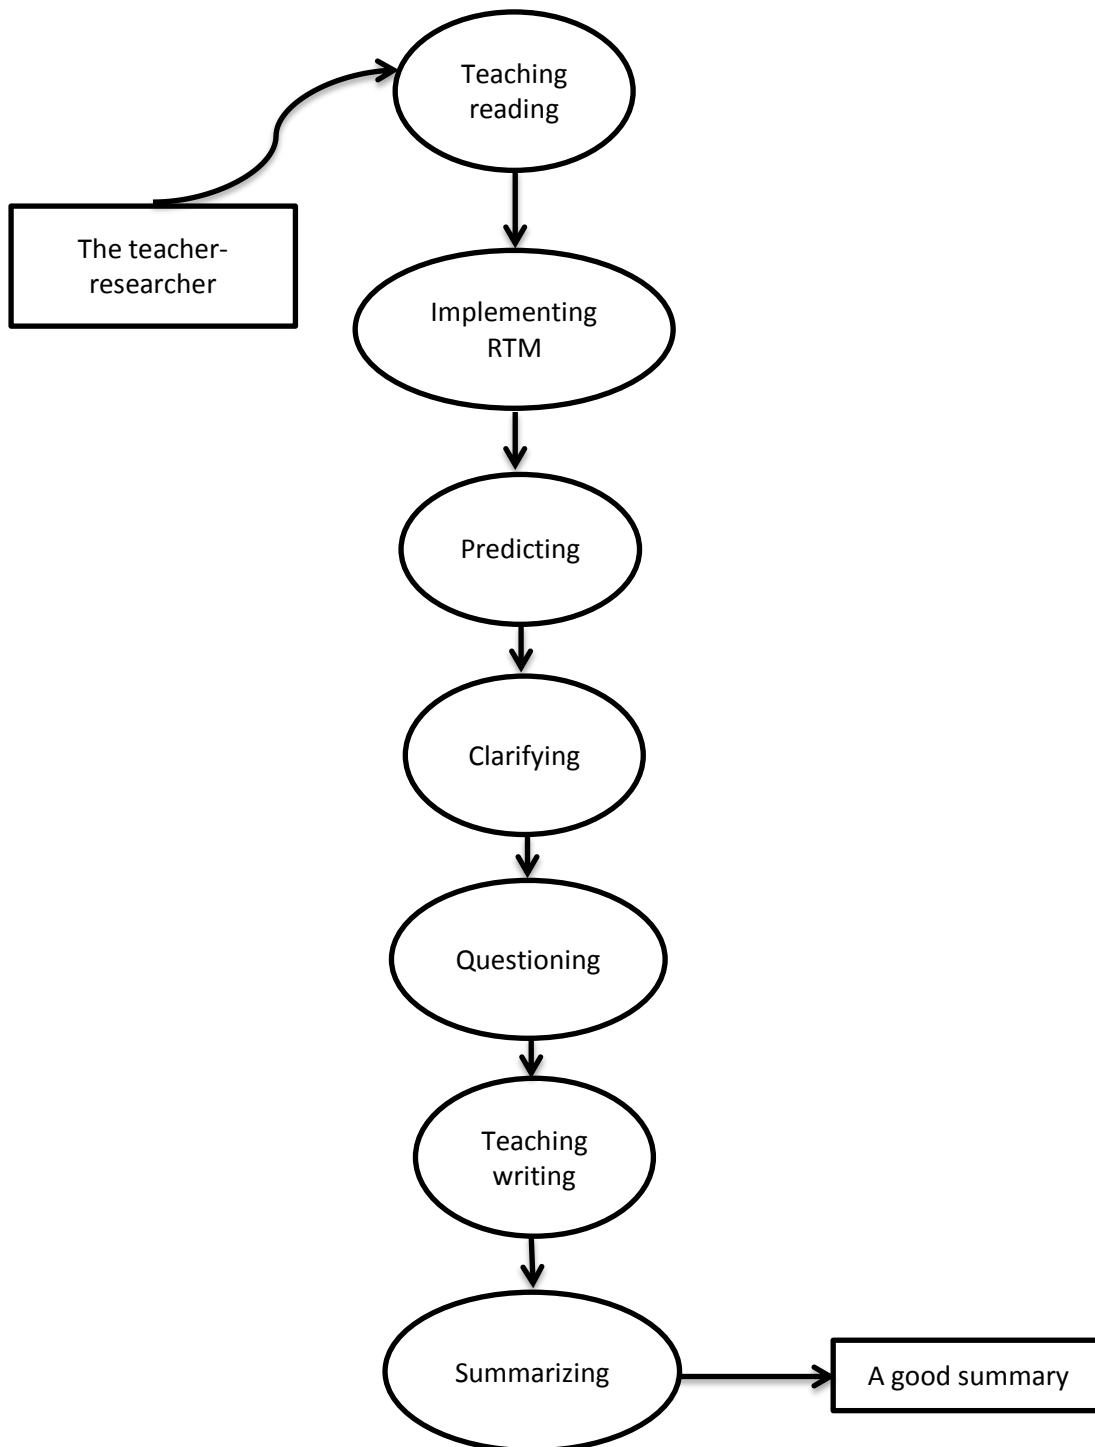 Teaching
reading
The teacher-
researcher
Implementing
RTM
Predicting
Clarifying
Questioning
Teaching
writing
Summarizing
A good summary